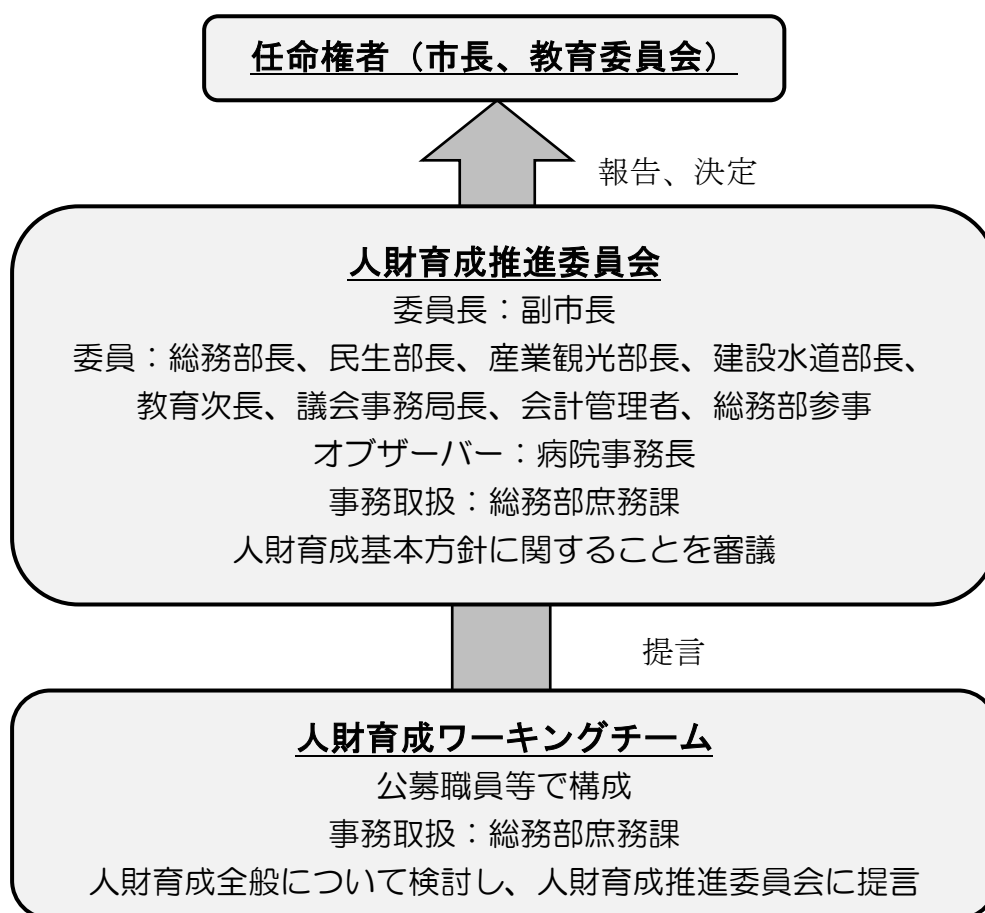 任命権者（市長、教育委員会）
報告、決定
人財育成推進委員会
委員長：副市長
委員：総務部長、民生部長、産業観光部長、建設水道部長、
教育次長、議会事務局長、会計管理者、総務部参事
オブザーバー：病院事務長
事務取扱：総務部庶務課
人財育成基本方針に関することを審議
提言
人財育成ワーキングチーム
公募職員等で構成
事務取扱：総務部庶務課
人財育成全般について検討し、人財育成推進委員会に提言